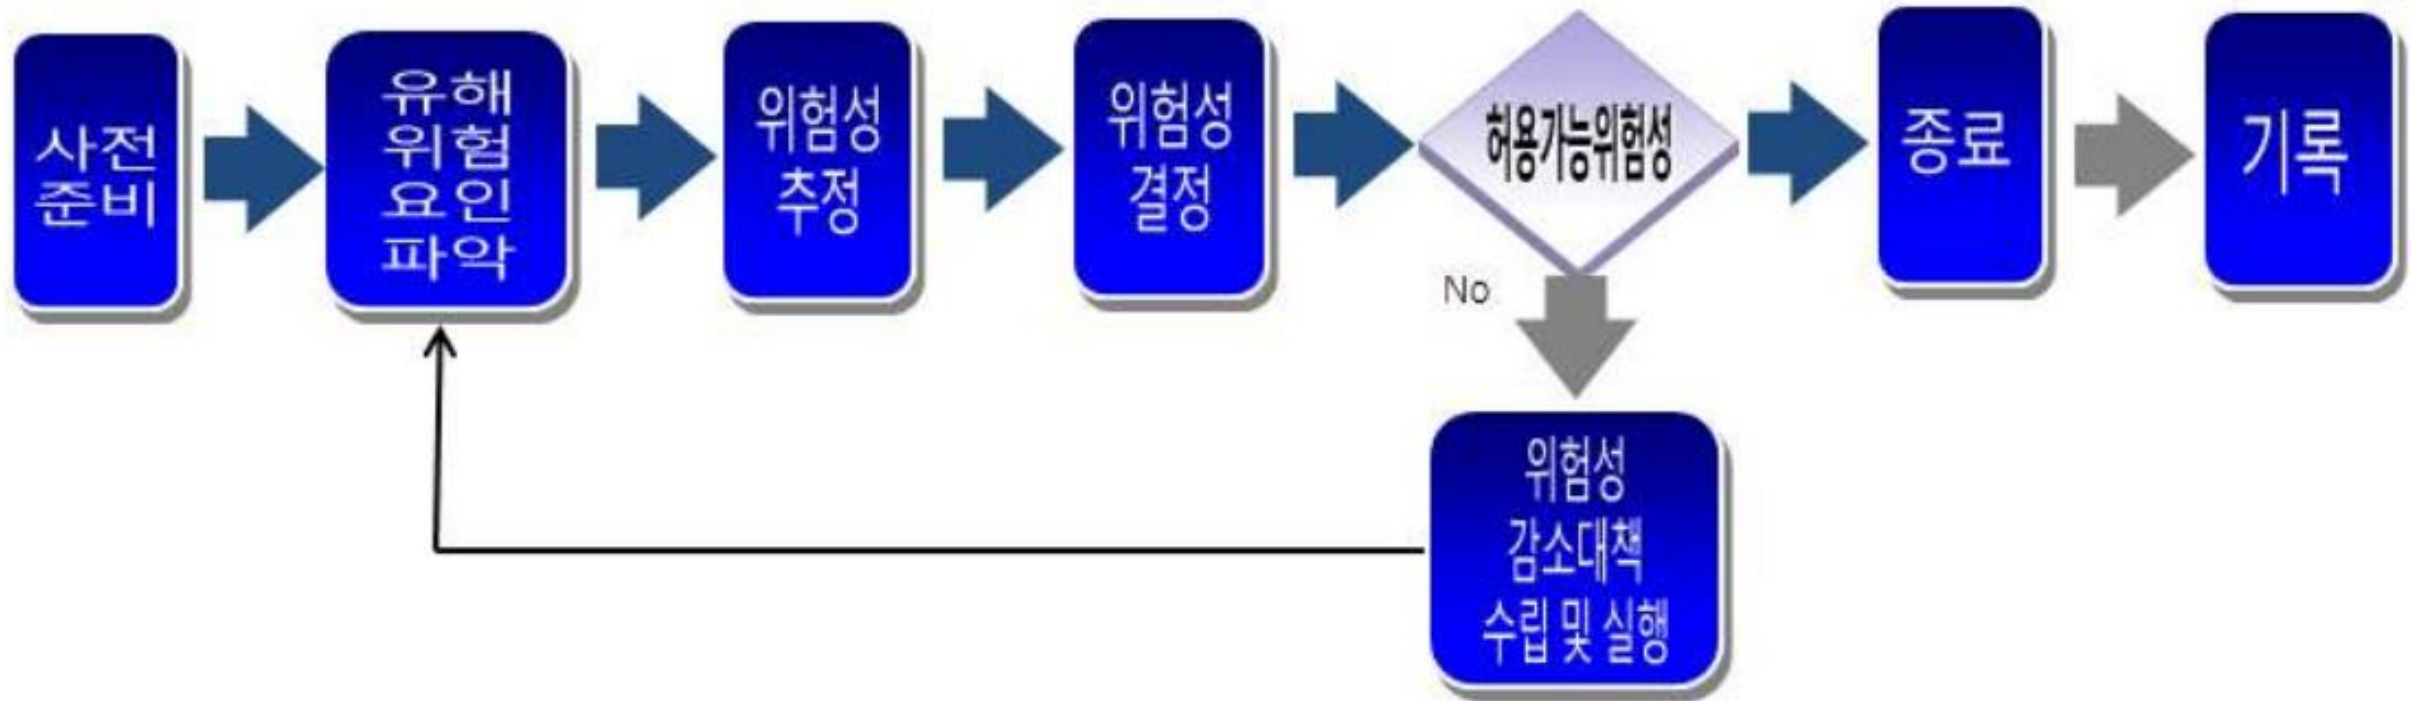 사전
준비
유해
위험
요인
파악
위험성
추정
위험성
결정
허용가능위험성
종료
기록
No
위험성
감소대책
수립 및 실행